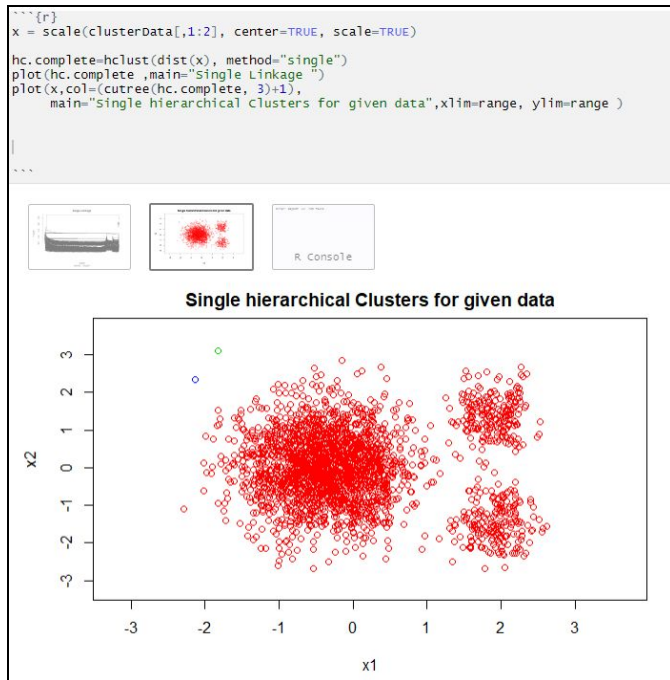 ```{r}
x = scale(clusterData[,1:2], center=TRUE, scale=TRUE)
hc.complete=hclust(dist(x), method="single")
plot(hc.complete ,main="Single Linkage ")
plot(x,col=(cutree(hc.complete, 3)+1),
main="Single hierarchical Clusters for given data",xlim=range, ylim=range )
```
R Console
Single hierarchical Clusters for given data
3
2
1
0
-1
-2
-3
x2
-3 -2 -1 0 1 2 3
x1